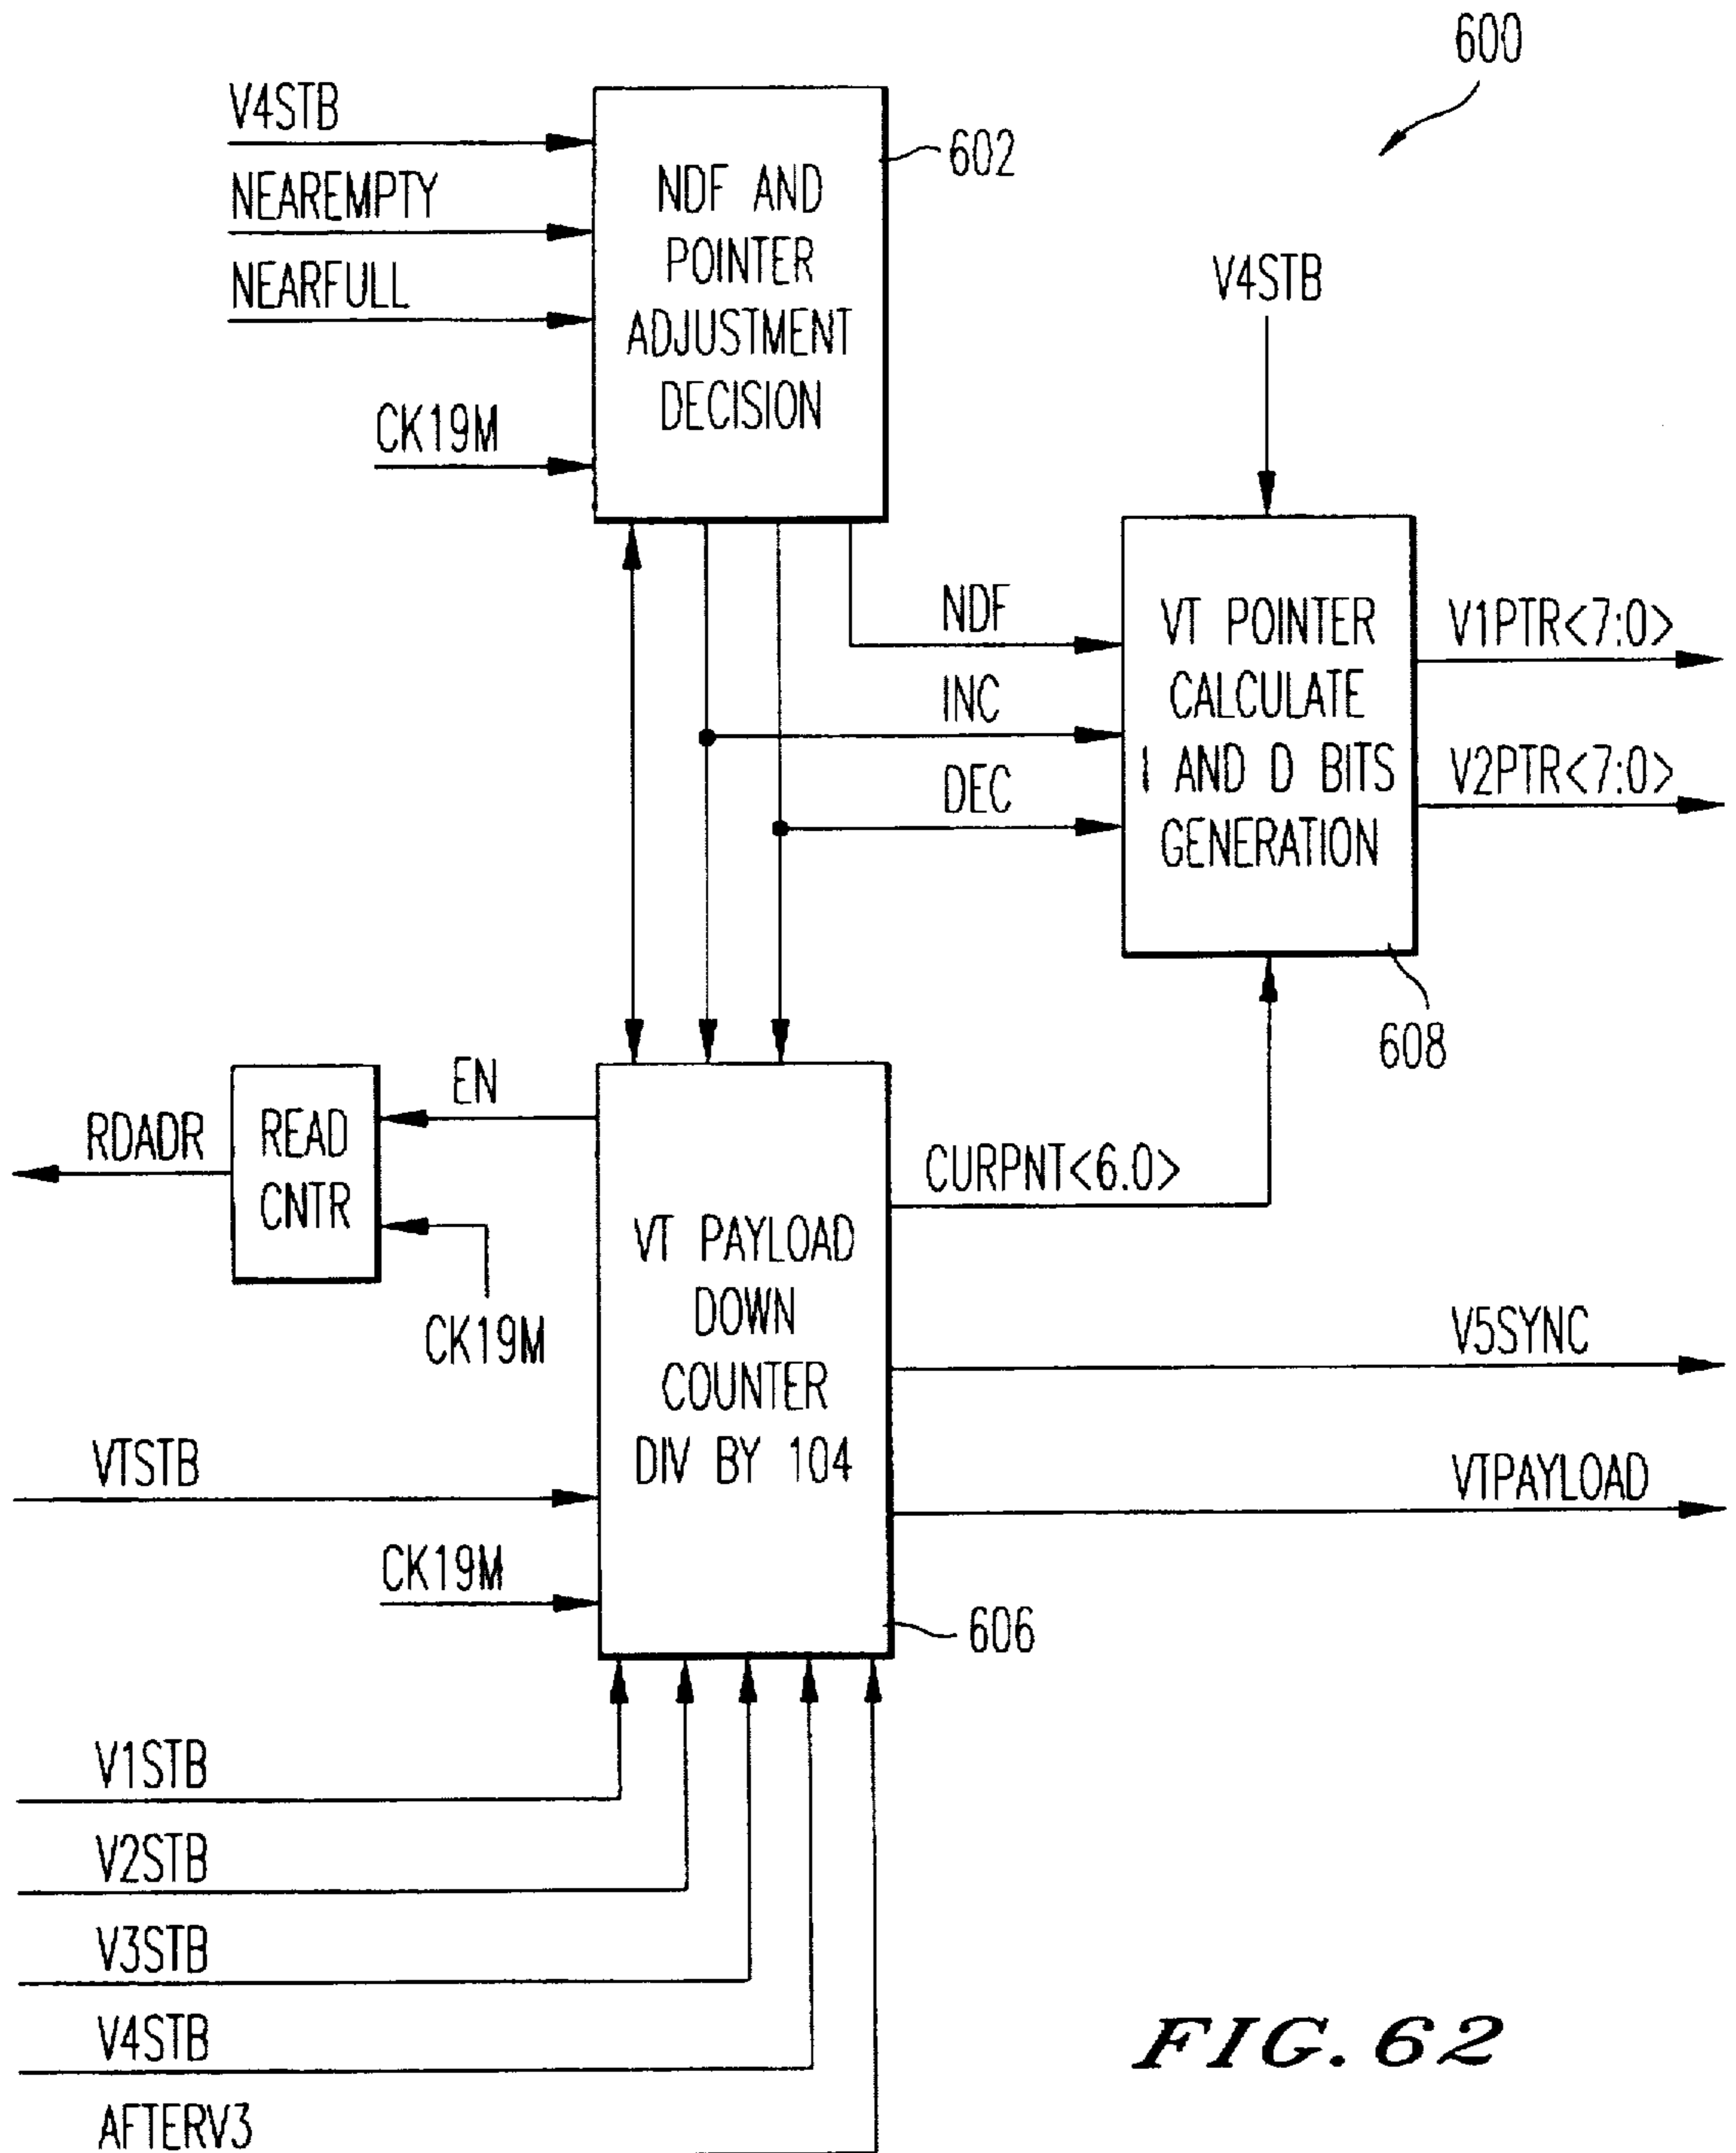 600
V4STB
NEAREMPTY
NEARFULL
CK19M
NDF AND
POINTER
ADJUSTMENT
DECISION
602
V4STB
NDF
INC
DEC
VT POINTER
CALCULATE
I AND D BITS
GENERATION
V1PTR<7:0>
V2PTR<7:0>
608
RDADR
READ
CNTR
EN
CK19M
VT PAYLOAD
DOWN
COUNTER
DIV BY 104
CURPNT<6.0>
V5SYNC
VTPAYLOAD
VTSTB
CK19M
606
V1STB
V2STB
V3STB
V4STB
AFTERV3
FIG. 62